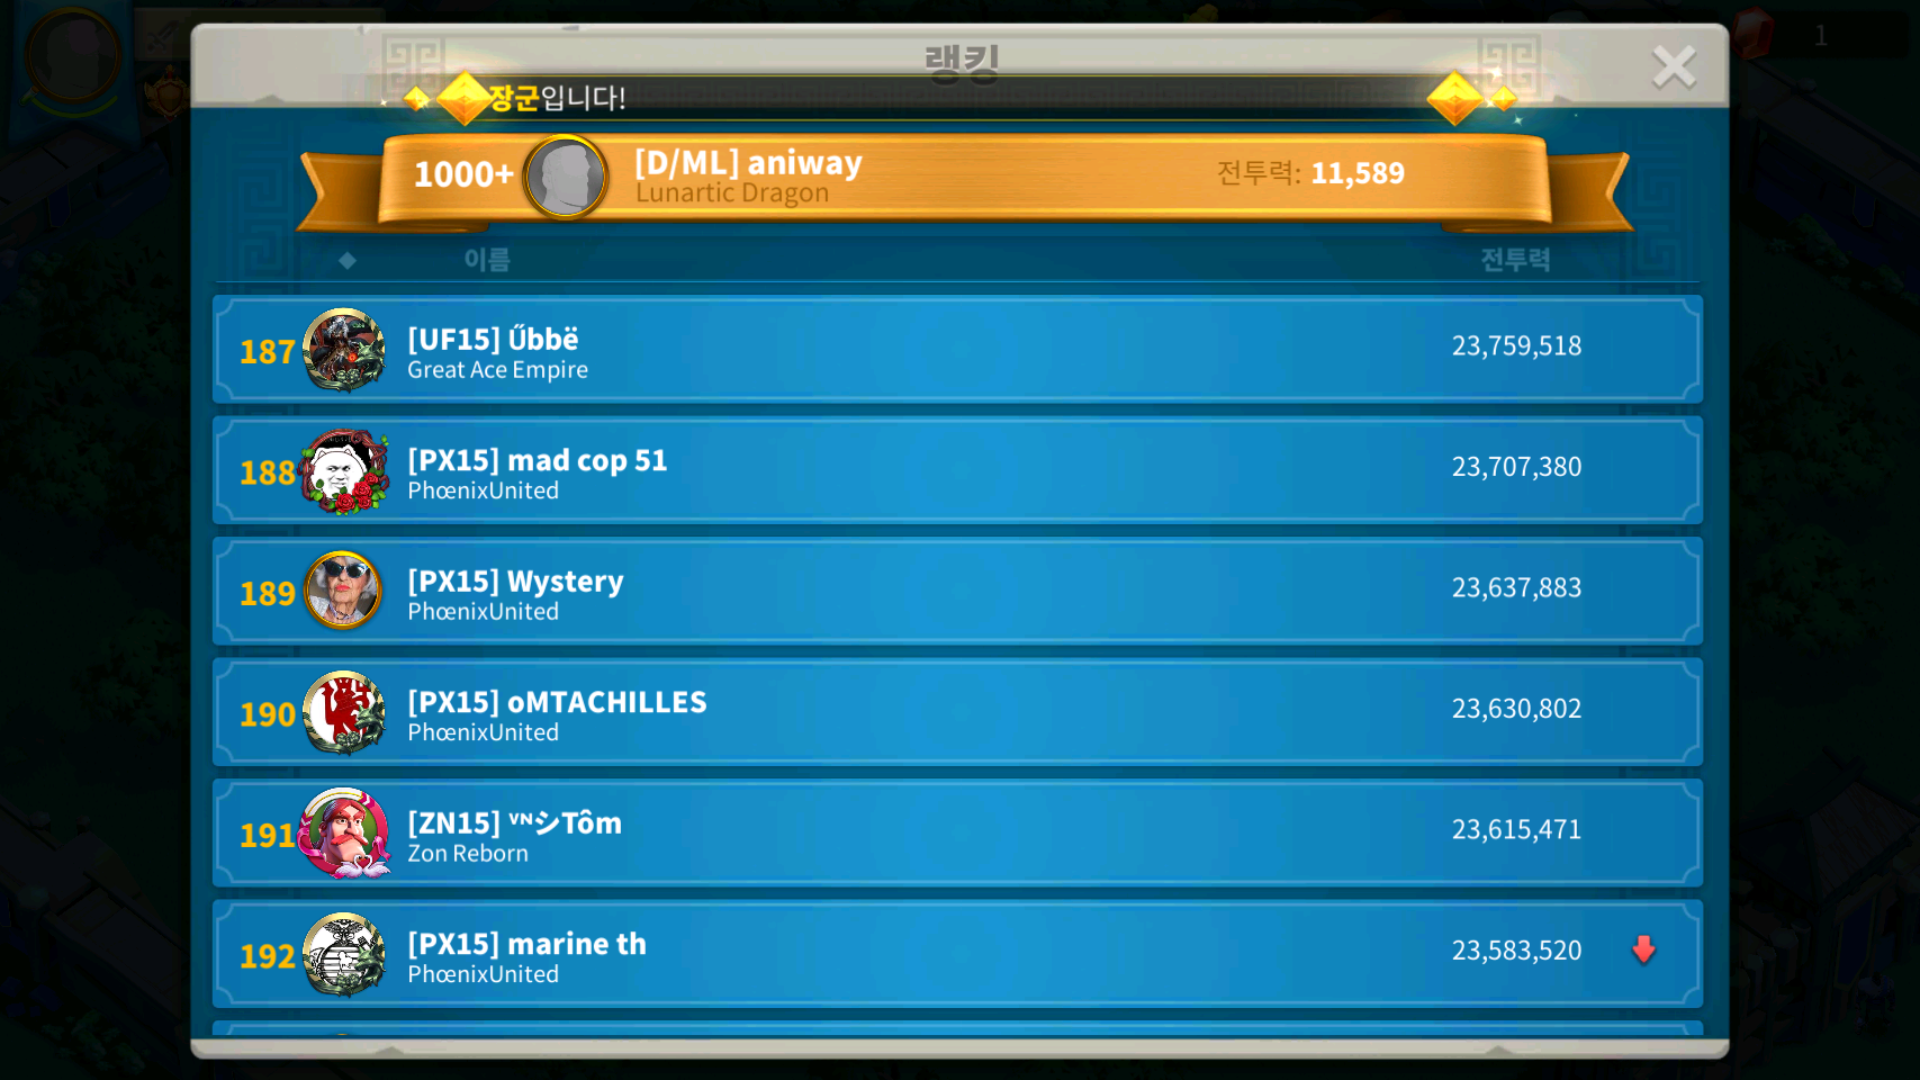 랭킹
1
장군입니다!
1000+
[D/ML] aniway
Lunartic Dragon
전투력: 11,589
이름 전투력
187 [UF15] Űbbë 23,759,518
Great Ace Empire
188 [PX15] mad cop 51 23,707,380
PhœnixUnited
189 [PX15] Wystery 23,637,883
PhœnixUnited
190 [PX15] oMTACHILLES 23,630,802
PhœnixUnited
191 [ZN15] ⱽᴺシTôm 23,615,471
Zon Reborn
192 [PX15] marine th 23,583,520
PhœnixUnited